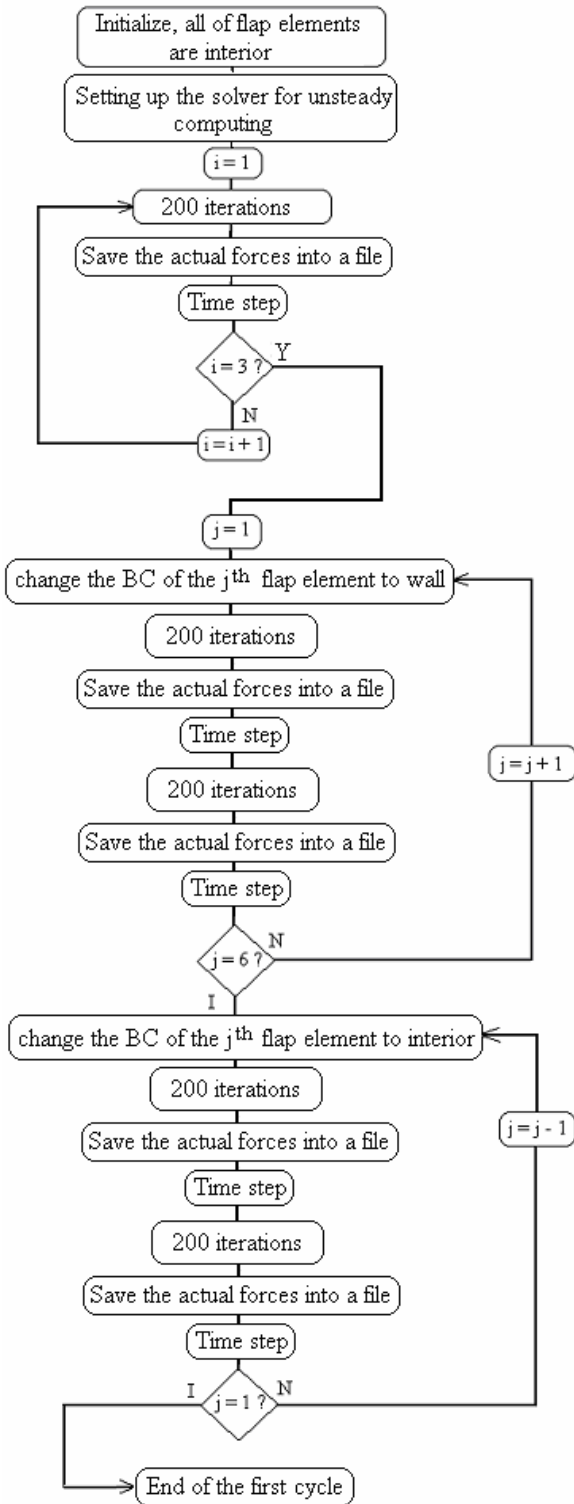 Initialize, all of flap elements
are interior
Setting up the solver for unsteady
computing
i = 1
200 iterations
Save the actual forces into a file
Time step
i = 3 ?
Y
N
i = i + 1
j = 1
change the BC of the jth flap element to wall
200 iterations
Save the actual forces into a file
Time step
200 iterations
Save the actual forces into a file
Time step
j = 6 ?
N
j = j + 1
I
change the BC of the jth flap element to interior
200 iterations
Save the actual forces into a file
Time step
200 iterations
Save the actual forces into a file
Time step
j = 1 ?
I
N
j = j - 1
End of the first cycle